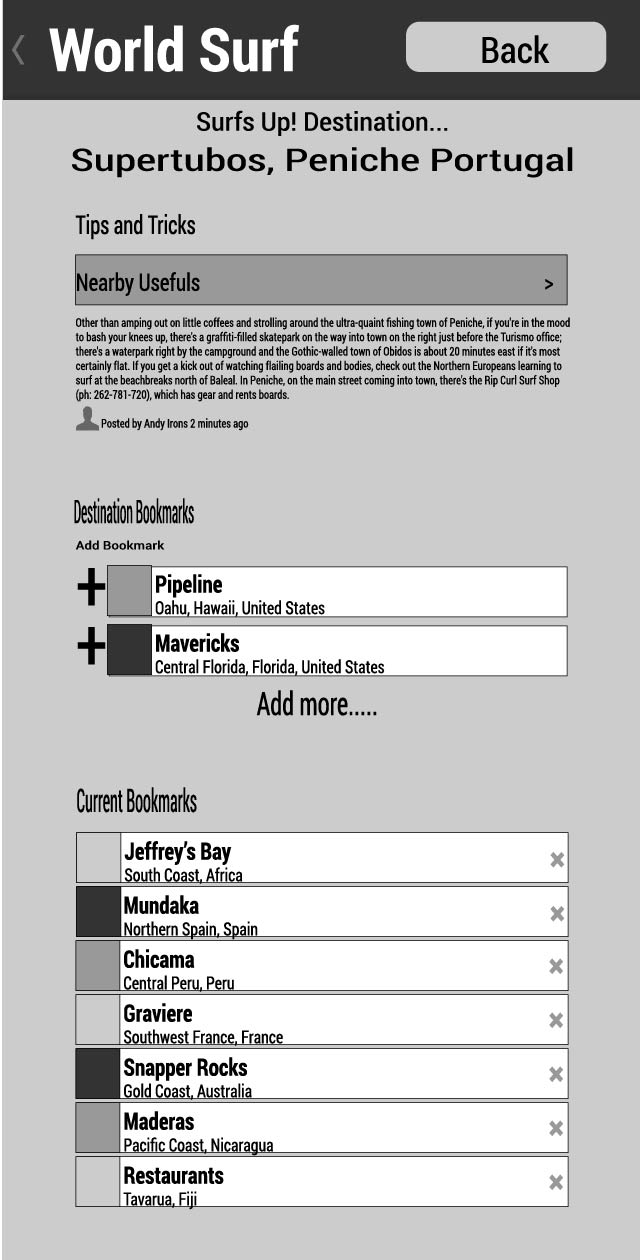 World Surf
Back
Surfs Up! Destination...
Supertubos, Peniche Portugal
Tips and Tricks
Nearby Usefuls >
Other than amping out on little coffees and strolling around the ultra-quaint fishing town of Peniche, if you're in the mood
to bash your knees up, there's a graffiti-filled skatepark on the way into town on the right just before the Turismo office;
there's a waterpark right by the campground and the Gothic-walled town of Obidos is about 20 minutes east if it's most
certainly flat. If you get a kick out of watching flailing boards and bodies, check out the Northern Europeans learning to
surf at the beachbreaks north of Baleal. In Peniche, on the main street coming into town, there's the Rip Curl Surf Shop
(ph: 262-781-720), which has gear and rents boards.
Posted by Andy Irons 2 minutes ago
Destination Bookmarks
Add Bookmark
Pipeline
Oahu, Hawaii, United States
Mavericks
Central Florida, Florida, United States
Add more.....
Current Bookmarks
Jeffrey's Bay
South Coast, Africa
Mundaka
Northern Spain, Spain
Chicama
Central Peru, Peru
Graviere
Southwest France, France
Snapper Rocks
Gold Coast, Australia
Maderas
Pacific Coast, Nicaragua
Restaurants
Tavarua, Fiji